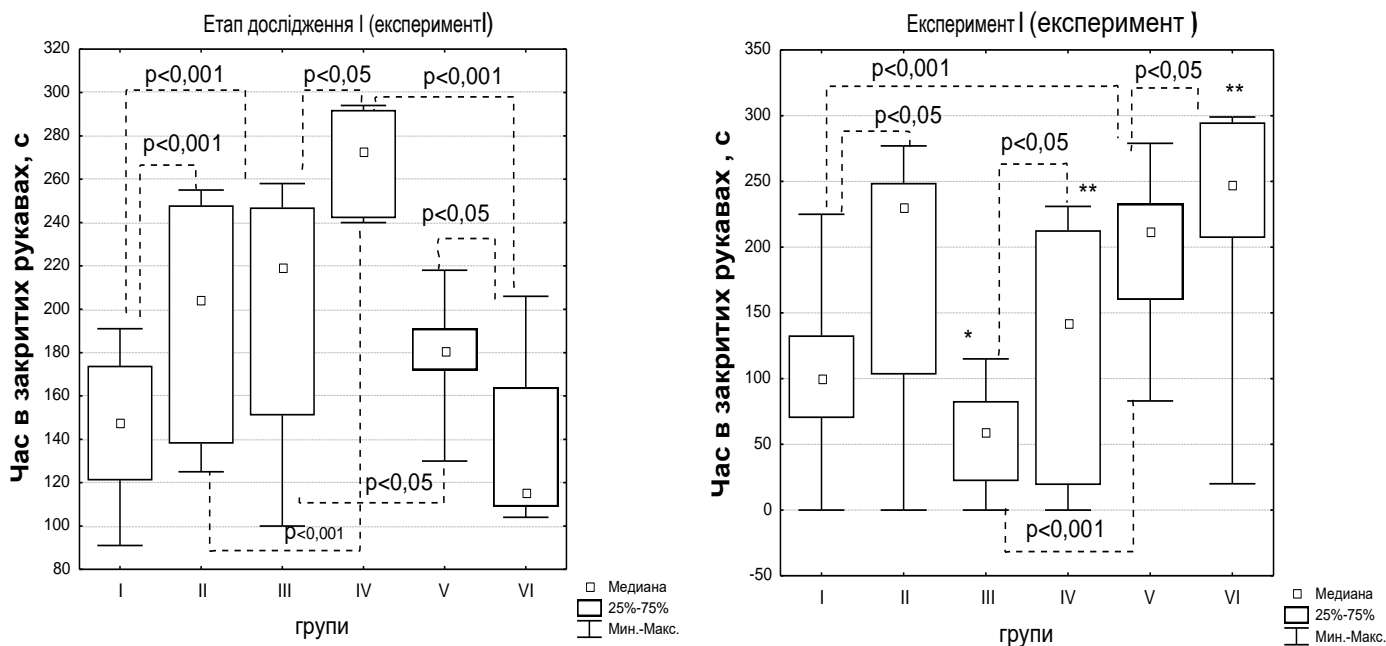 Етап дослідження I (експериментI)
Час в закритих рукавах, с
320
300
280
260
240
220
200
180
160
140
120
100
80
p<0,001
p<0,05
p<0,001
p<0,001
p<0,05
p<0,05
p<0,001
I II III IV V VI
групи
Медиана
25%-75%
Мин.-Макс.
Експеримент I (експеримент )
Час в закритих рукавах , с
350
300
250
200
150
100
50
0
-50
p<0,001
p<0,05
**
p<0,05
p<0,05
**
*
p<0,001
I II III IV V VI
групи
Медиана
25%-75%
Мин.-Макс.